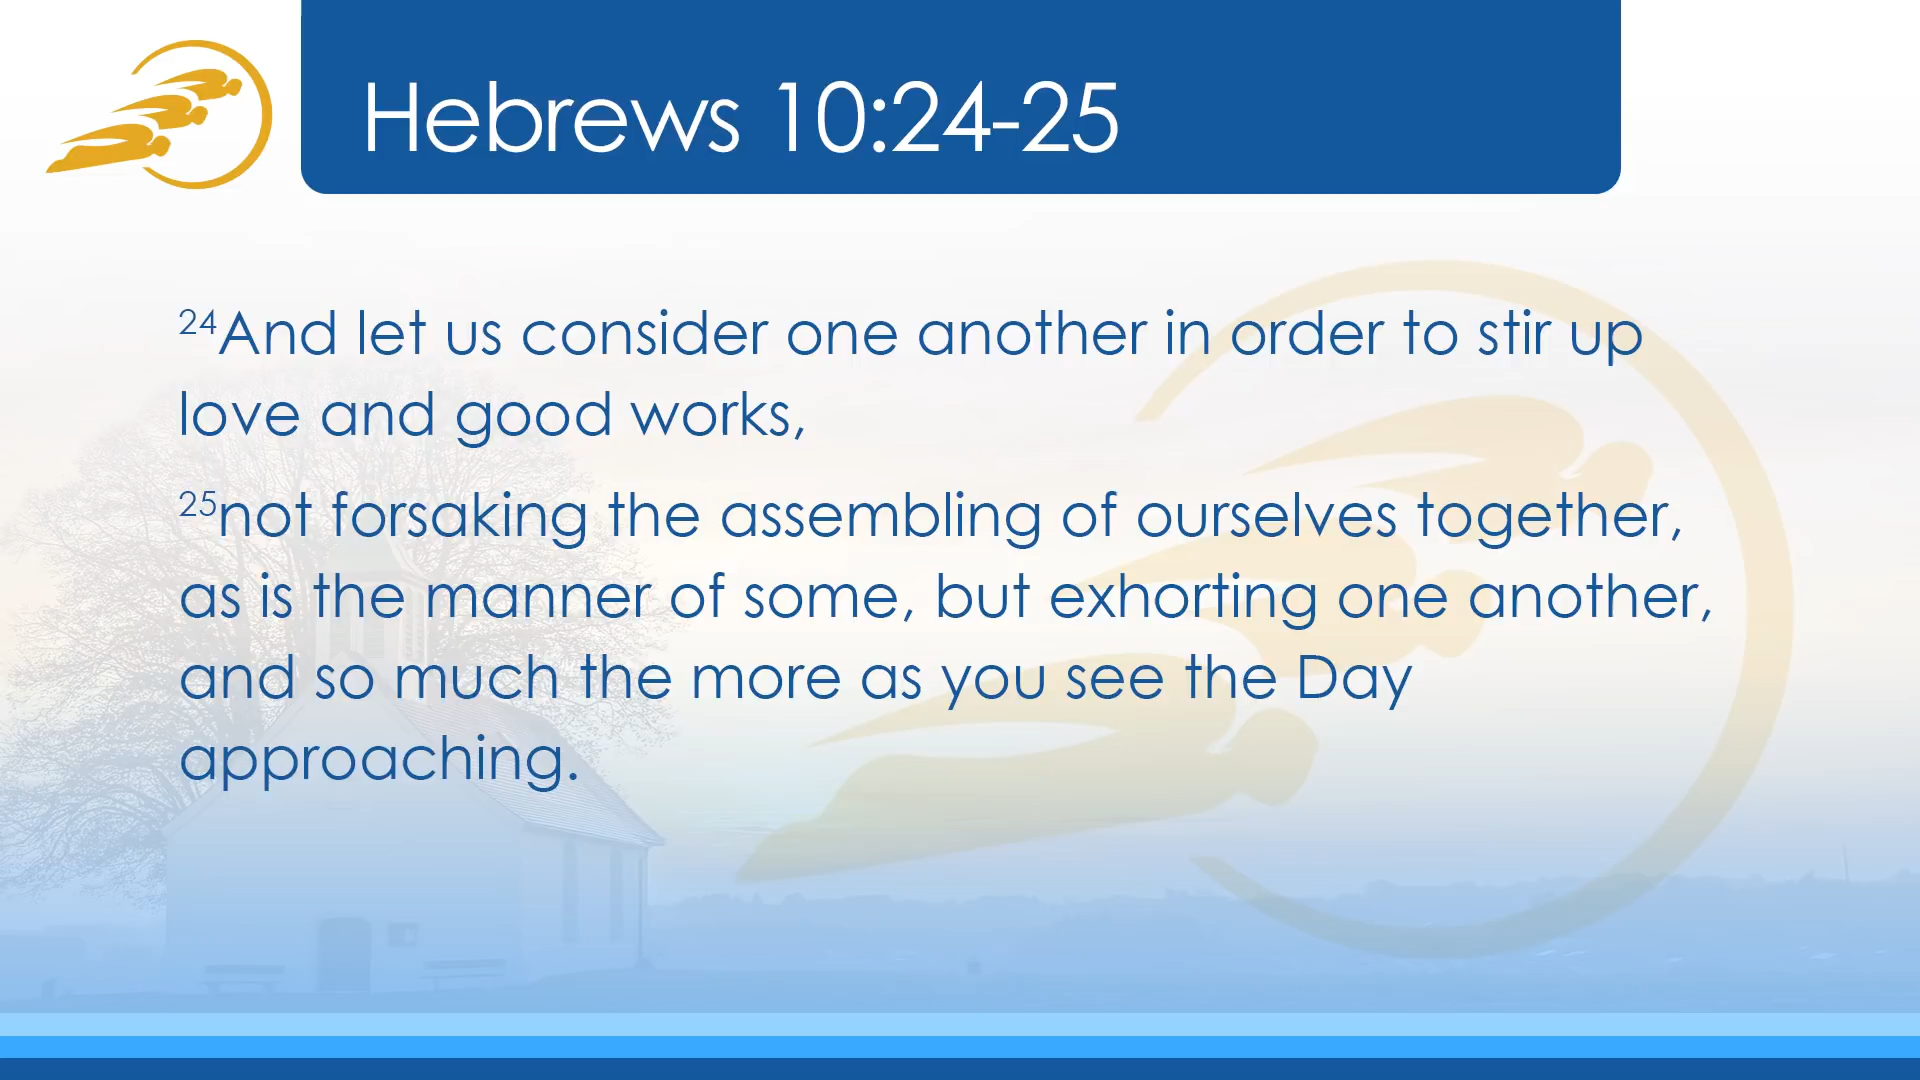 Hebrews 10:24-25
24And let us consider one another in order to stir up
love and good works,
25not forsaking the assembling of ourselves together,
as is the manner of some, but exhorting one another,
and so much the more as you see the Day
approaching.